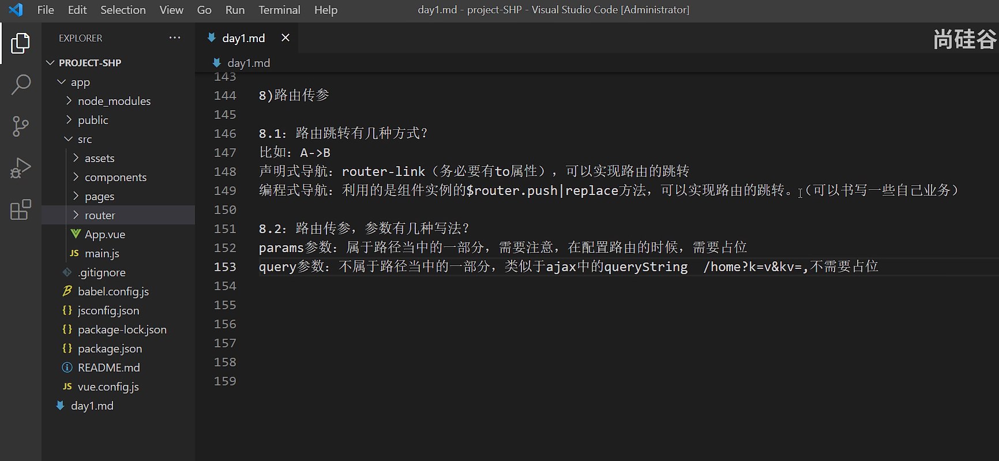 File Edit Selection View Go Run Terminal Help
day1.md - project-SHP - Visual Studio Code [Administrator]
尚硅谷
EXPLORER
PROJECT-SHP
app
node_modules
public
src
assets
components
pages
router
App.vue
JS main.js
.gitignore
babel.config.js
{} jsconfig.json
{} package-lock.json
{} package.json
README.md
JS vue.config.js
day1.md
day1.md
day1.md
143
144 8)路由传参
145
146 8.1：路由跳转有几种方式？
147 比如：A->B
148 声明式导航：router-link（务必要有to属性），可以实现路由的跳转
149 编程式导航：利用的是组件实例的$router.push|replace方法，可以实现路由的跳转。（可以书写一些自己业务）
150
151 8.2：路由传参，参数有几种写法？
152 params参数：属于路径当中的一部分，需要注意，在配置路由的时候，需要占位
153 query参数：不属于路径当中的一部分，类似于ajax中的queryString  /home?k=v&kv=,不需要占位
154
155
156
157
158
159